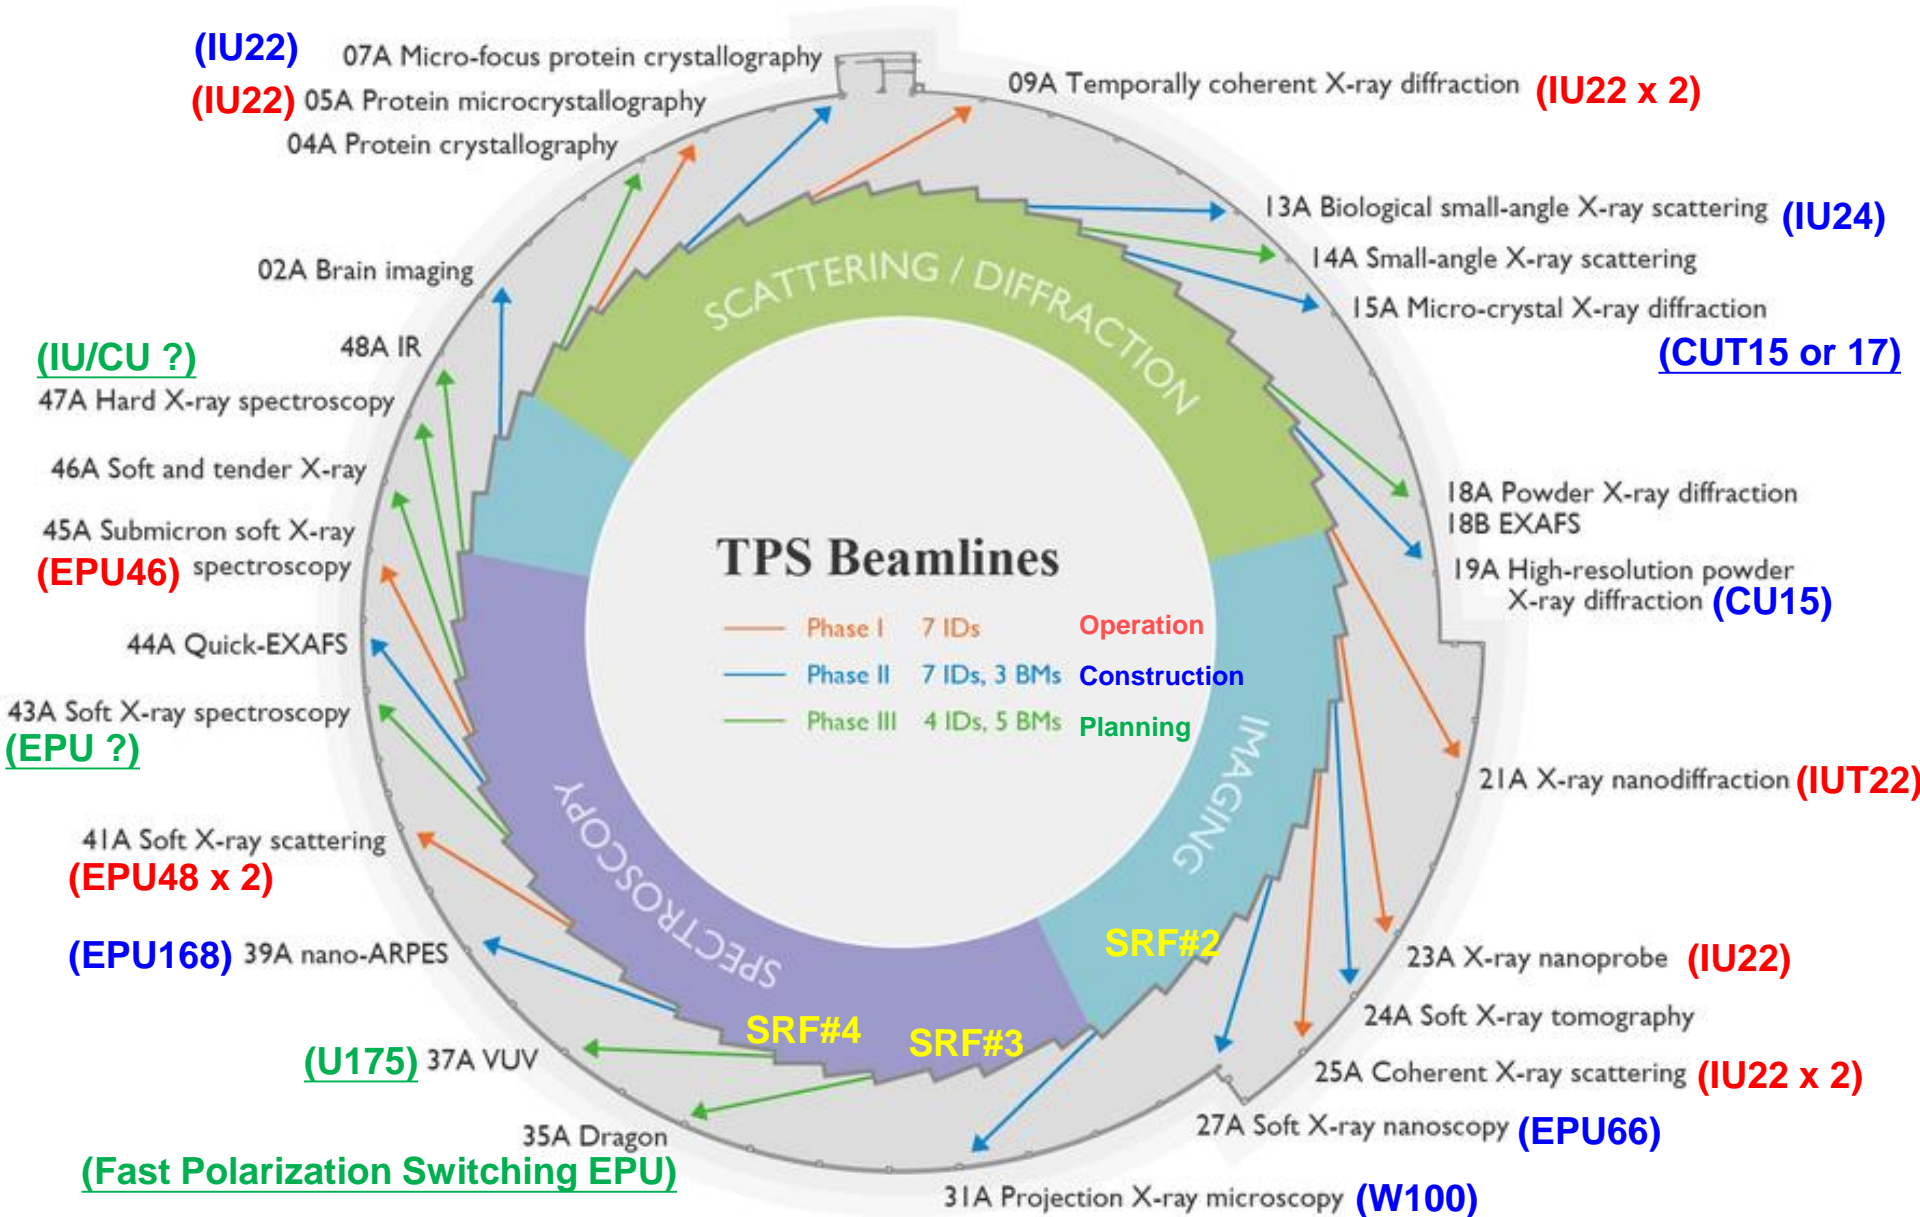 (IU22) 07A Micro-focus protein crystallography
(IU22) 05A Protein microcrystallography
04A Protein crystallography
09A Temporally coherent X-ray diffraction (IU22 x 2)
13A Biological small-angle X-ray scattering (IU24)
14A Small-angle X-ray scattering
15A Micro-crystal X-ray diffraction
(CUT15 or 17)
02A Brain imaging
48A IR
(IU/CU ?)
47A Hard X-ray spectroscopy
46A Soft and tender X-ray
45A Submicron soft X-ray
(EPU46) spectroscopy
44A Quick-EXAFS
43A Soft X-ray spectroscopy
(EPU ?)
41A Soft X-ray scattering
(EPU48 x 2)
(EPU168) 39A nano-ARPES
(U175) 37A VUV
35A Dragon
(Fast Polarization Switching EPU)
SCATTERING / DIFFRACTION
IMAGING
SPECTROSCOPY
TPS Beamlines
Phase I 7 IDs Operation
Phase II 7 IDs, 3 BMs Construction
Phase III 4 IDs, 5 BMs Planning
SRF#2
SRF#4
SRF#3
18A Powder X-ray diffraction
18B EXAFS
19A High-resolution powder
X-ray diffraction (CU15)
21A X-ray nanodiffraction (IUT22)
23A X-ray nanoprobe (IU22)
24A Soft X-ray tomography
25A Coherent X-ray scattering (IU22 x 2)
27A Soft X-ray nanoscopy (EPU66)
31A Projection X-ray microscopy (W100)